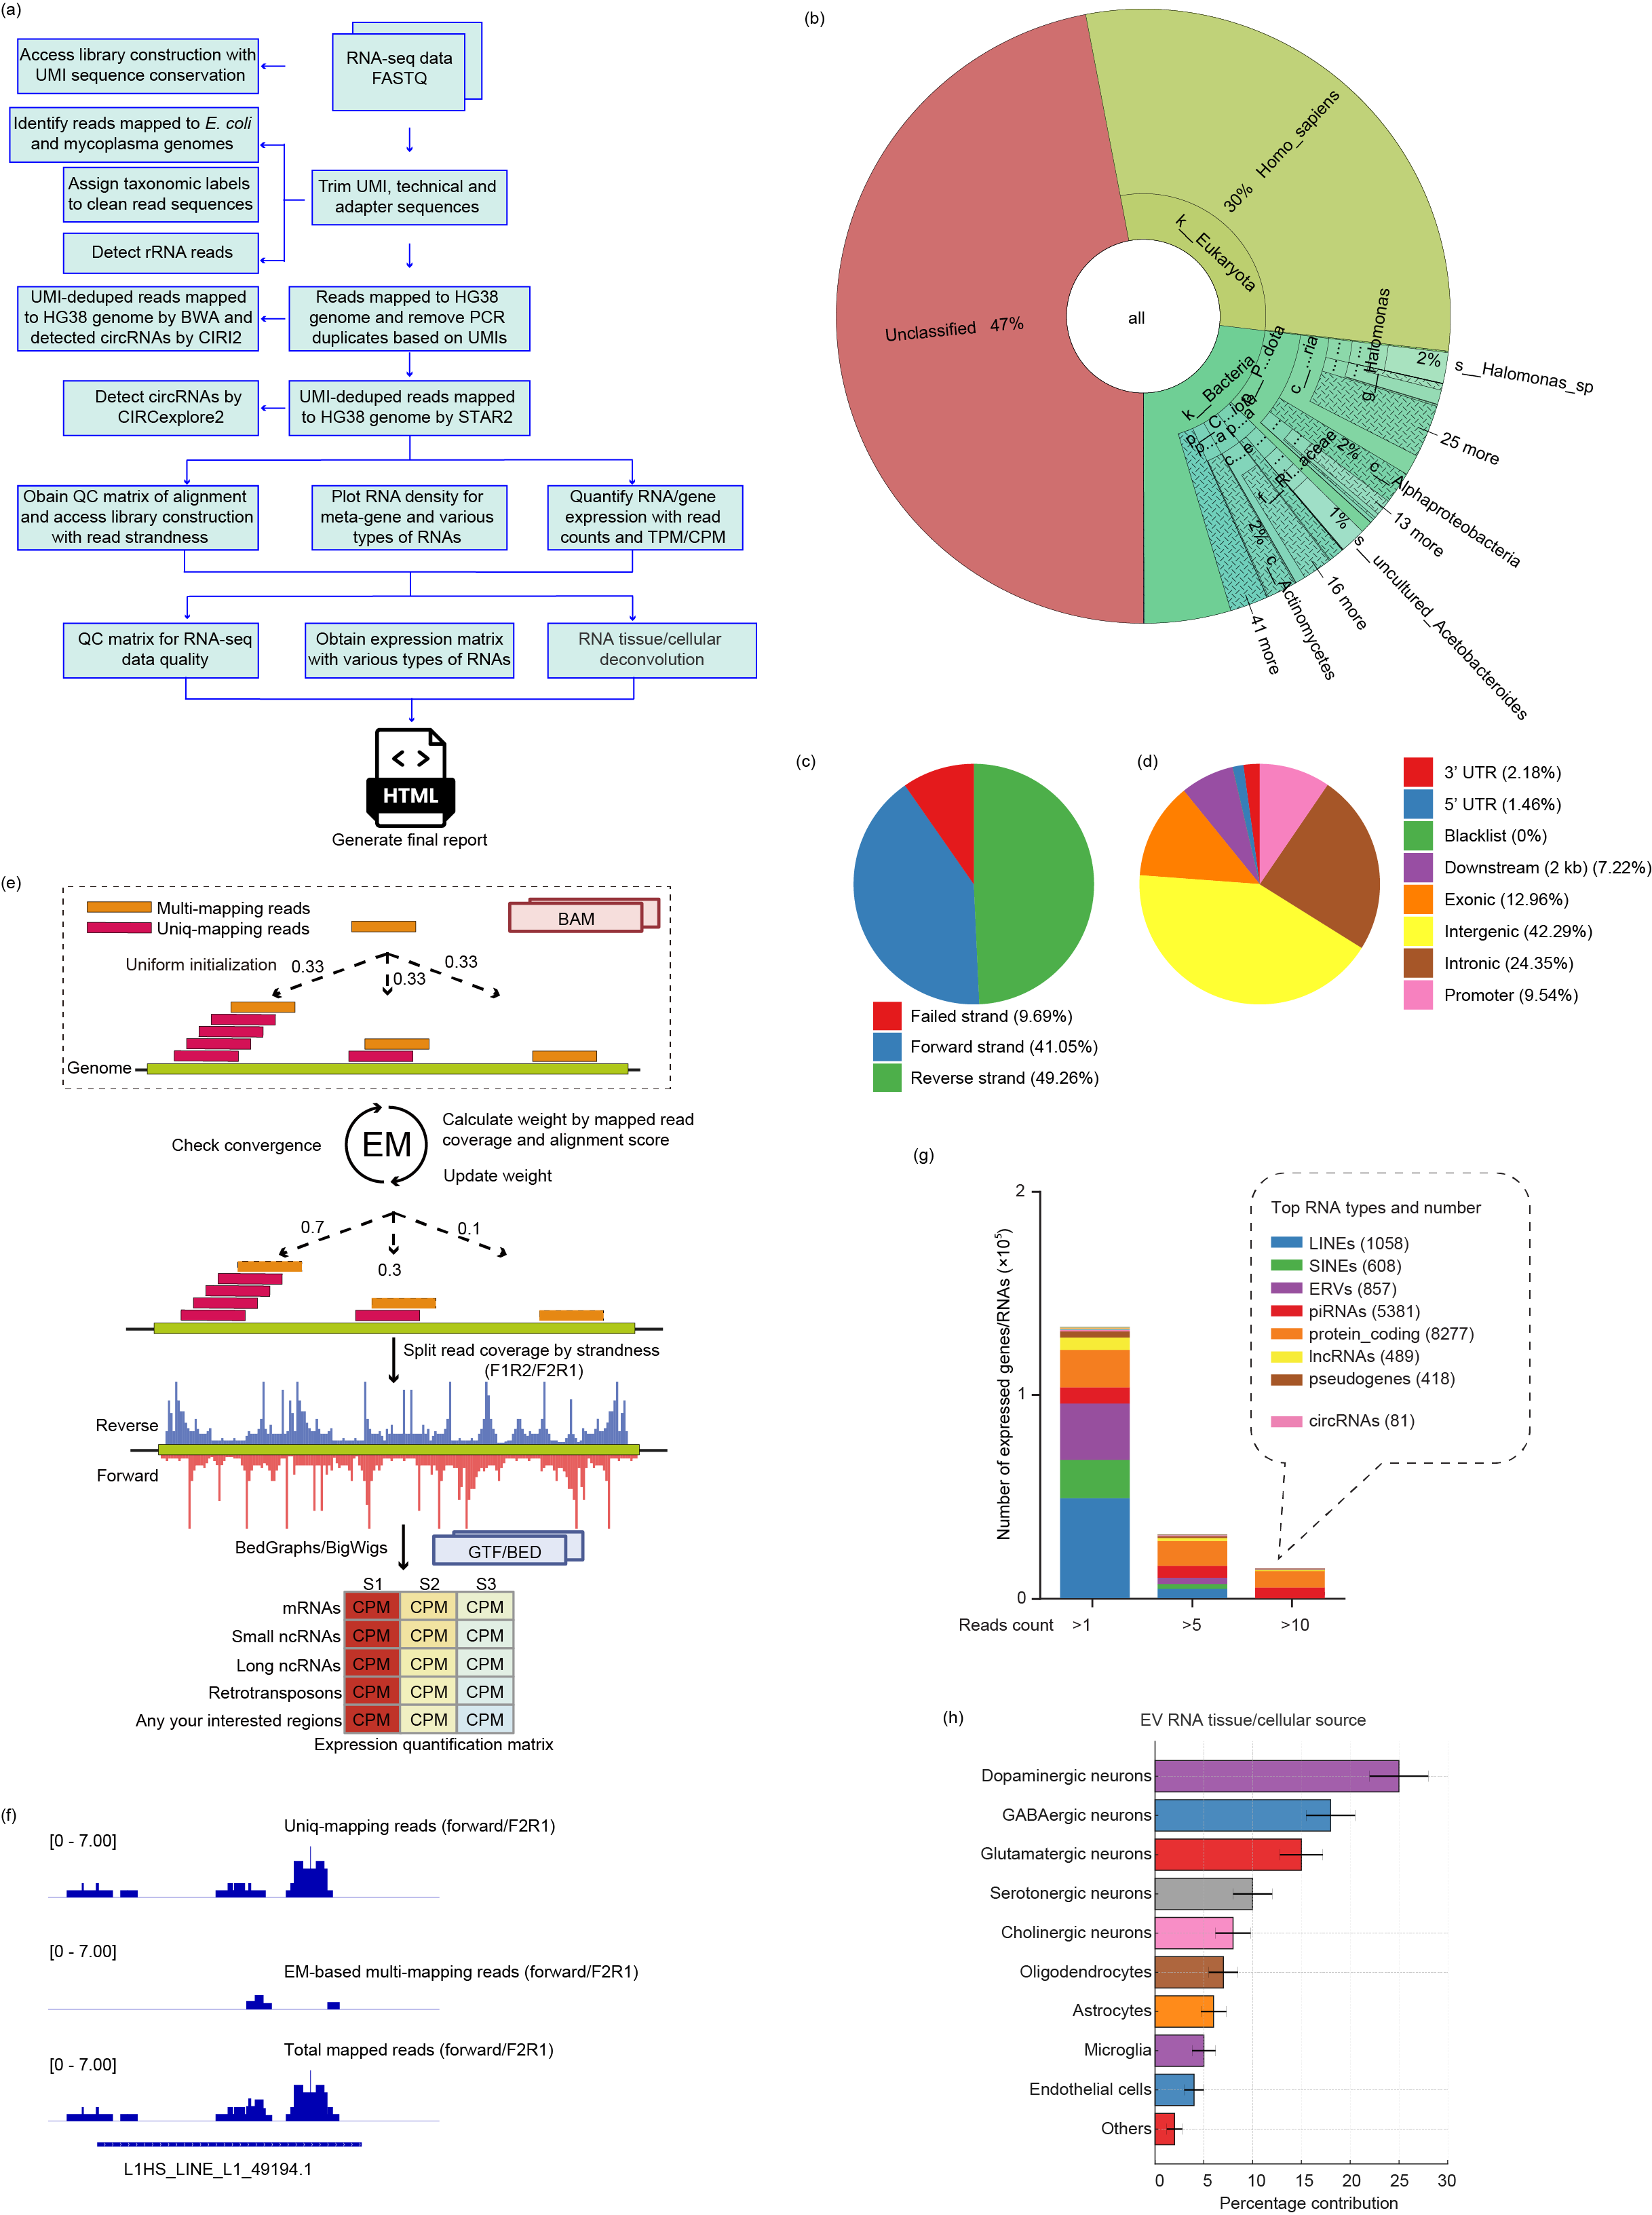 (a)
Access library construction with
UMI sequence conservation
RNA-seq data
FASTQ
Identify reads mapped to E. coli
and mycoplasma genomes
Assign taxonomic labels
to clean read sequences
Trim UMI, technical and
adapter sequences
Detect rRNA reads
UMI-deduped reads mapped
to HG38 genome by BWA and
detected circRNAs by CIRI2
Reads mapped to HG38
genome and remove PCR
duplicates based on UMIs
Detect circRNAs by
CIRCexplore2
UMI-deduped reads mapped
to HG38 genome by STAR2
Obain QC matrix of alignment
and access library construction
with read strandness
Plot RNA density for
meta-gene and various
types of RNAs
Quantify RNA/gene
expression with read
counts and TPM/CPM
QC matrix for RNA-seq
data quality
Obtain expression matrix
with various types of RNAs
RNA tissue/cellular
deconvolution
< >
HTML
Generate final report
(b)
all
Unclassified 47%
30% Homo_sapiens
k__Eukaryota
k__Bacteria
p__P...dota
c__...ria
g__Halomonas
2% s__Halomonas_sp
25 more
2% c__Alphaproteobacteria
13 more
f__Ri...aceae
1% s__uncultured_Acetobacteroides
16 more
2% c__Actinomycetes
41 more
(c)
Failed strand (9.69%)
Forward strand (41.05%)
Reverse strand (49.26%)
(d)
3’ UTR (2.18%)
5’ UTR (1.46%)
Blacklist (0%)
Downstream (2 kb) (7.22%)
Exonic (12.96%)
Intergenic (42.29%)
Intronic (24.35%)
Promoter (9.54%)
(e)
Multi-mapping reads
Uniq-mapping reads
BAM
Uniform initialization
0.33
0.33
0.33
Genome
Check convergence
EM
Calculate weight by mapped read
coverage and alignment score
Update weight
0.7
0.3
0.1
Split read coverage by strandness
(F1R2/F2R1)
Reverse
Forward
BedGraphs/BigWigs
GTF/BED
S1 S2 S3
mRNAs CPM CPM CPM
Small ncRNAs CPM CPM CPM
Long ncRNAs CPM CPM CPM
Retrotransposons CPM CPM CPM
Any your interested regions CPM CPM CPM
Expression quantification matrix
(f)
Uniq-mapping reads (forward/F2R1)
[0 - 7.00]
EM-based multi-mapping reads (forward/F2R1)
[0 - 7.00]
Total mapped reads (forward/F2R1)
[0 - 7.00]
L1HS_LINE_L1_49194.1
(g)
Number of expressed genes/RNAs (×10⁵)
2
1
0
Reads count >1 >5 >10
Top RNA types and number
LINEs (1058)
SINEs (608)
ERVs (857)
piRNAs (5381)
protein_coding (8277)
lncRNAs (489)
pseudogenes (418)
circRNAs (81)
(h)
EV RNA tissue/cellular source
Dopaminergic neurons
GABAergic neurons
Glutamatergic neurons
Serotonergic neurons
Cholinergic neurons
Oligodendrocytes
Astrocytes
Microglia
Endothelial cells
Others
0 5 10 15 20 25 30
Percentage contribution